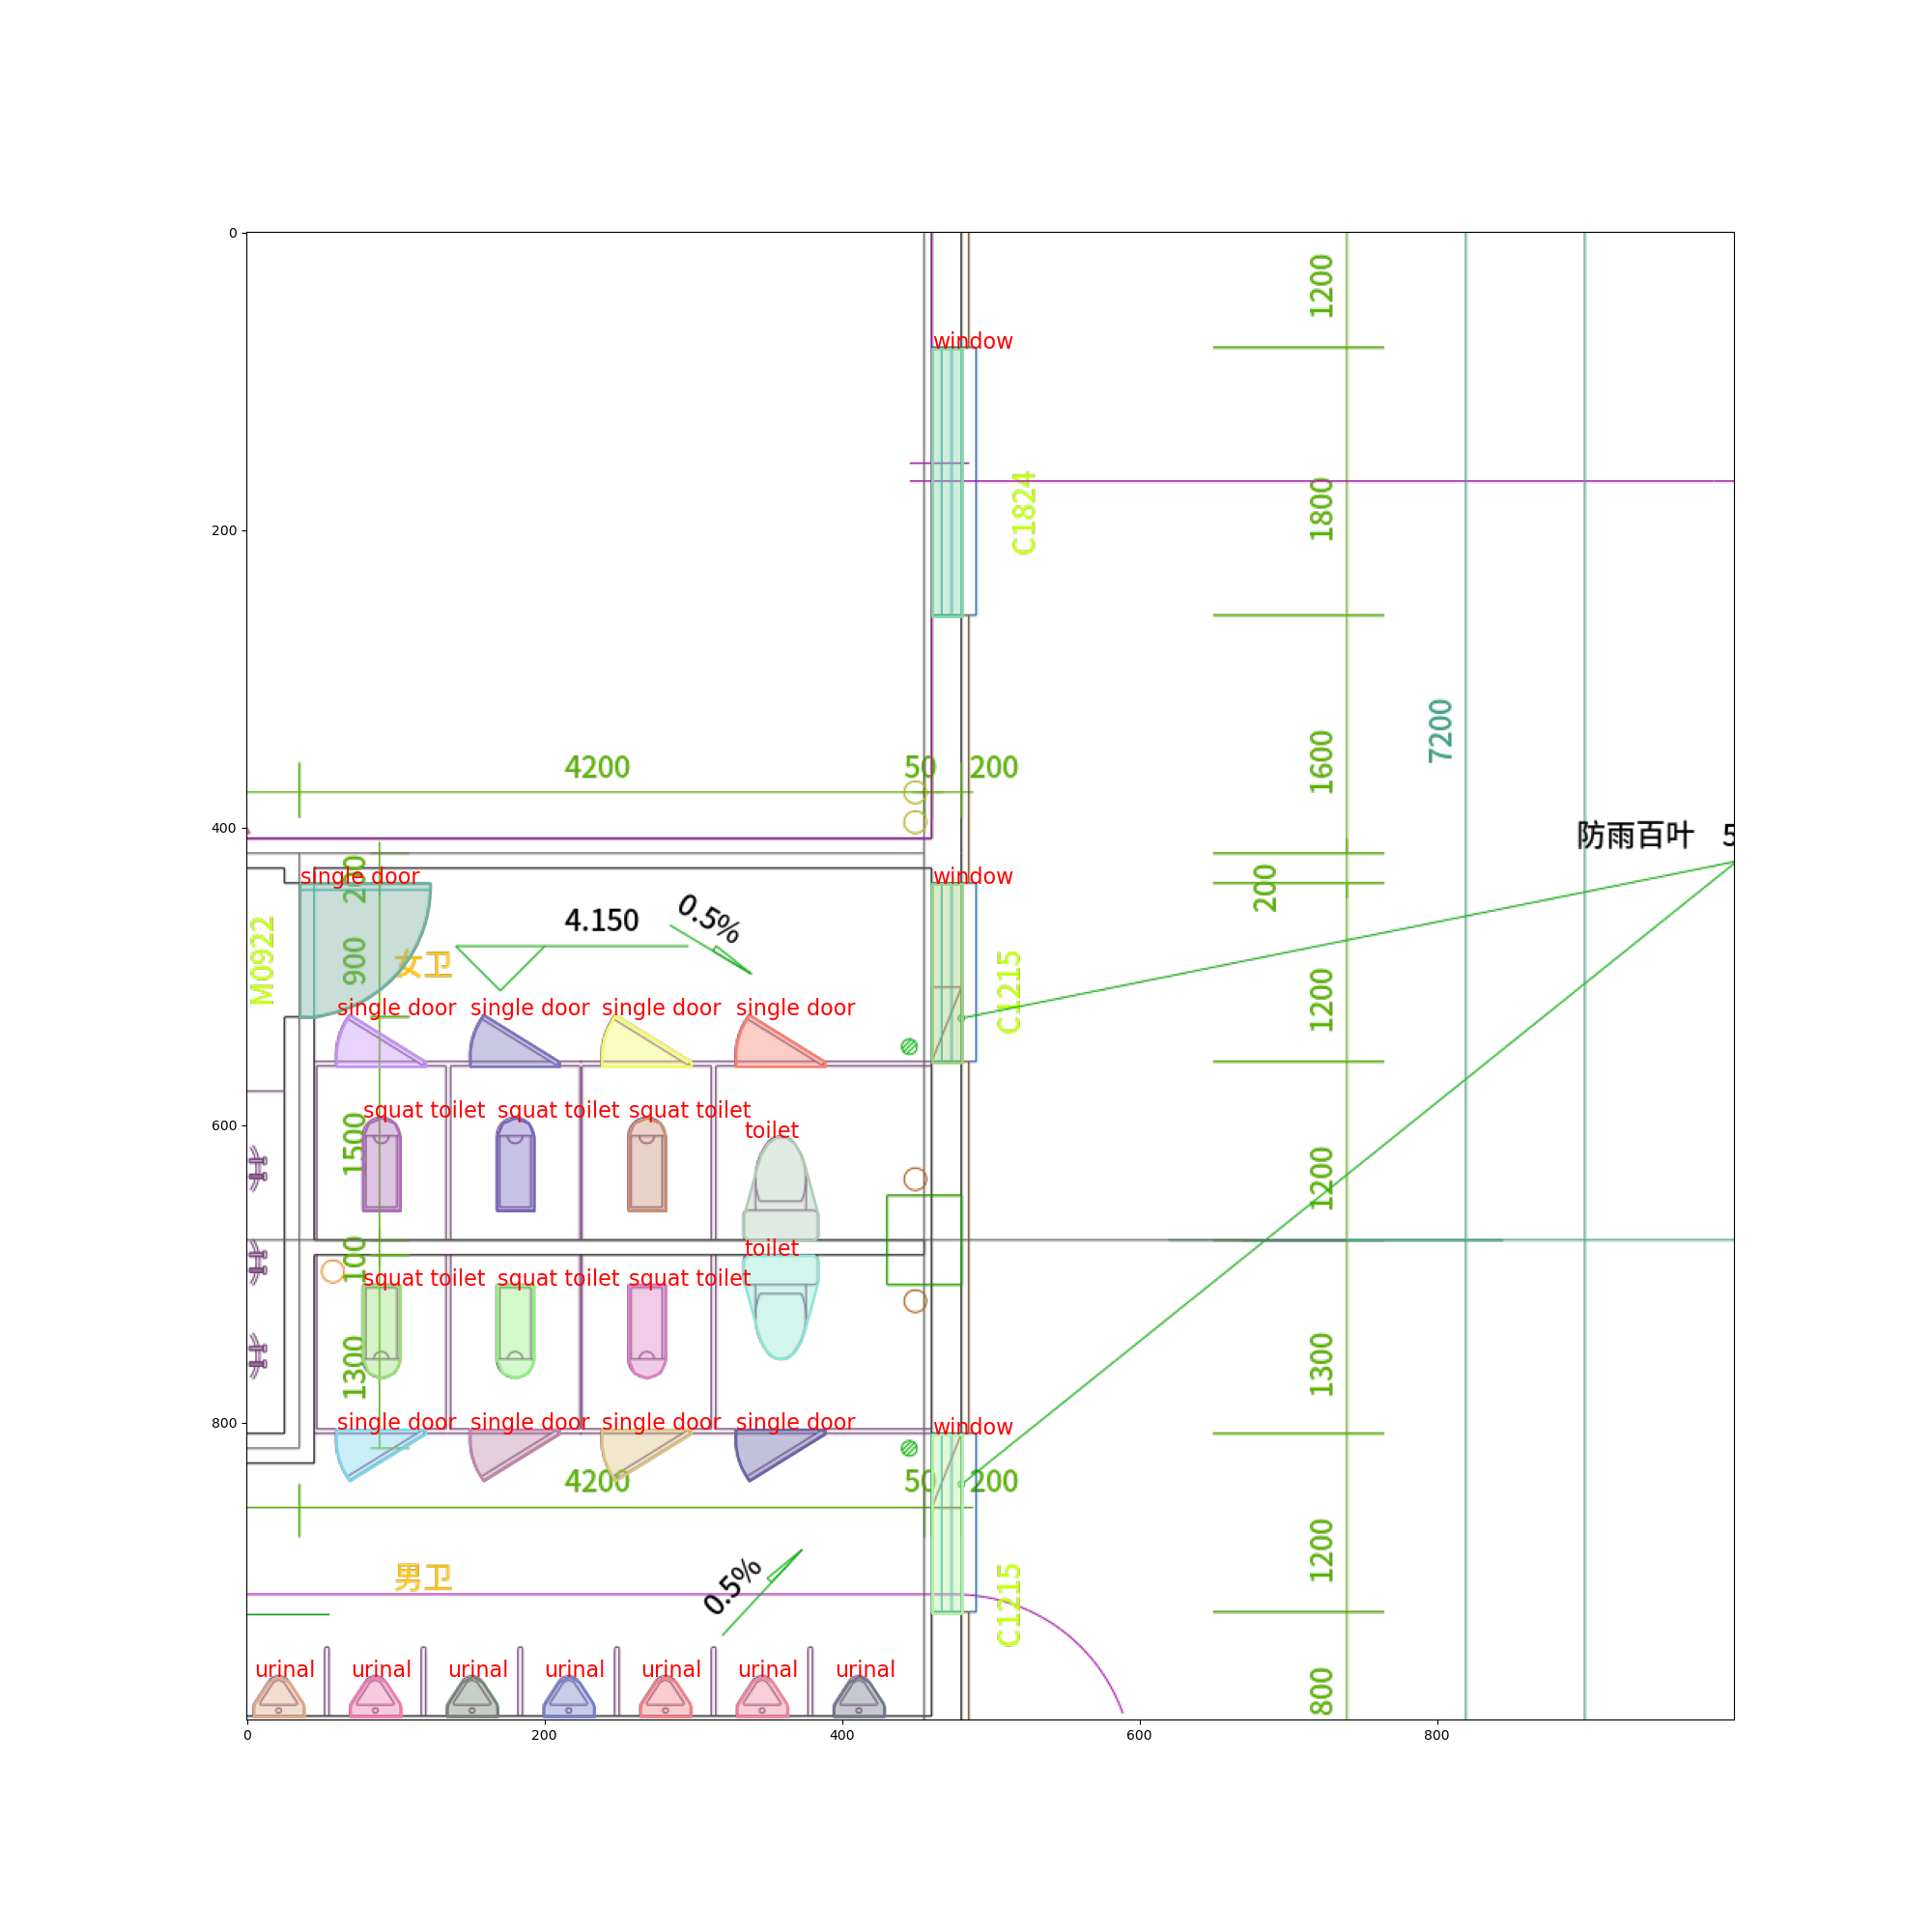 0
200
400
600
800
0
200
400
600
800
window
C1824
1200
1800
1600
7200
4200
50
200
防雨百叶 5
single door
200
M0922
900
女卫
4.150
0.5%
window
C1215
200
1200
single door
single door
single door
single door
squat toilet
squat toilet
squat toilet
toilet
1500
1200
100
toilet
squat toilet
squat toilet
squat toilet
1300
1300
single door
single door
single door
single door
window
4200
50
200
1200
男卫
0.5%
C1215
urinal
urinal
urinal
urinal
urinal
urinal
urinal
800